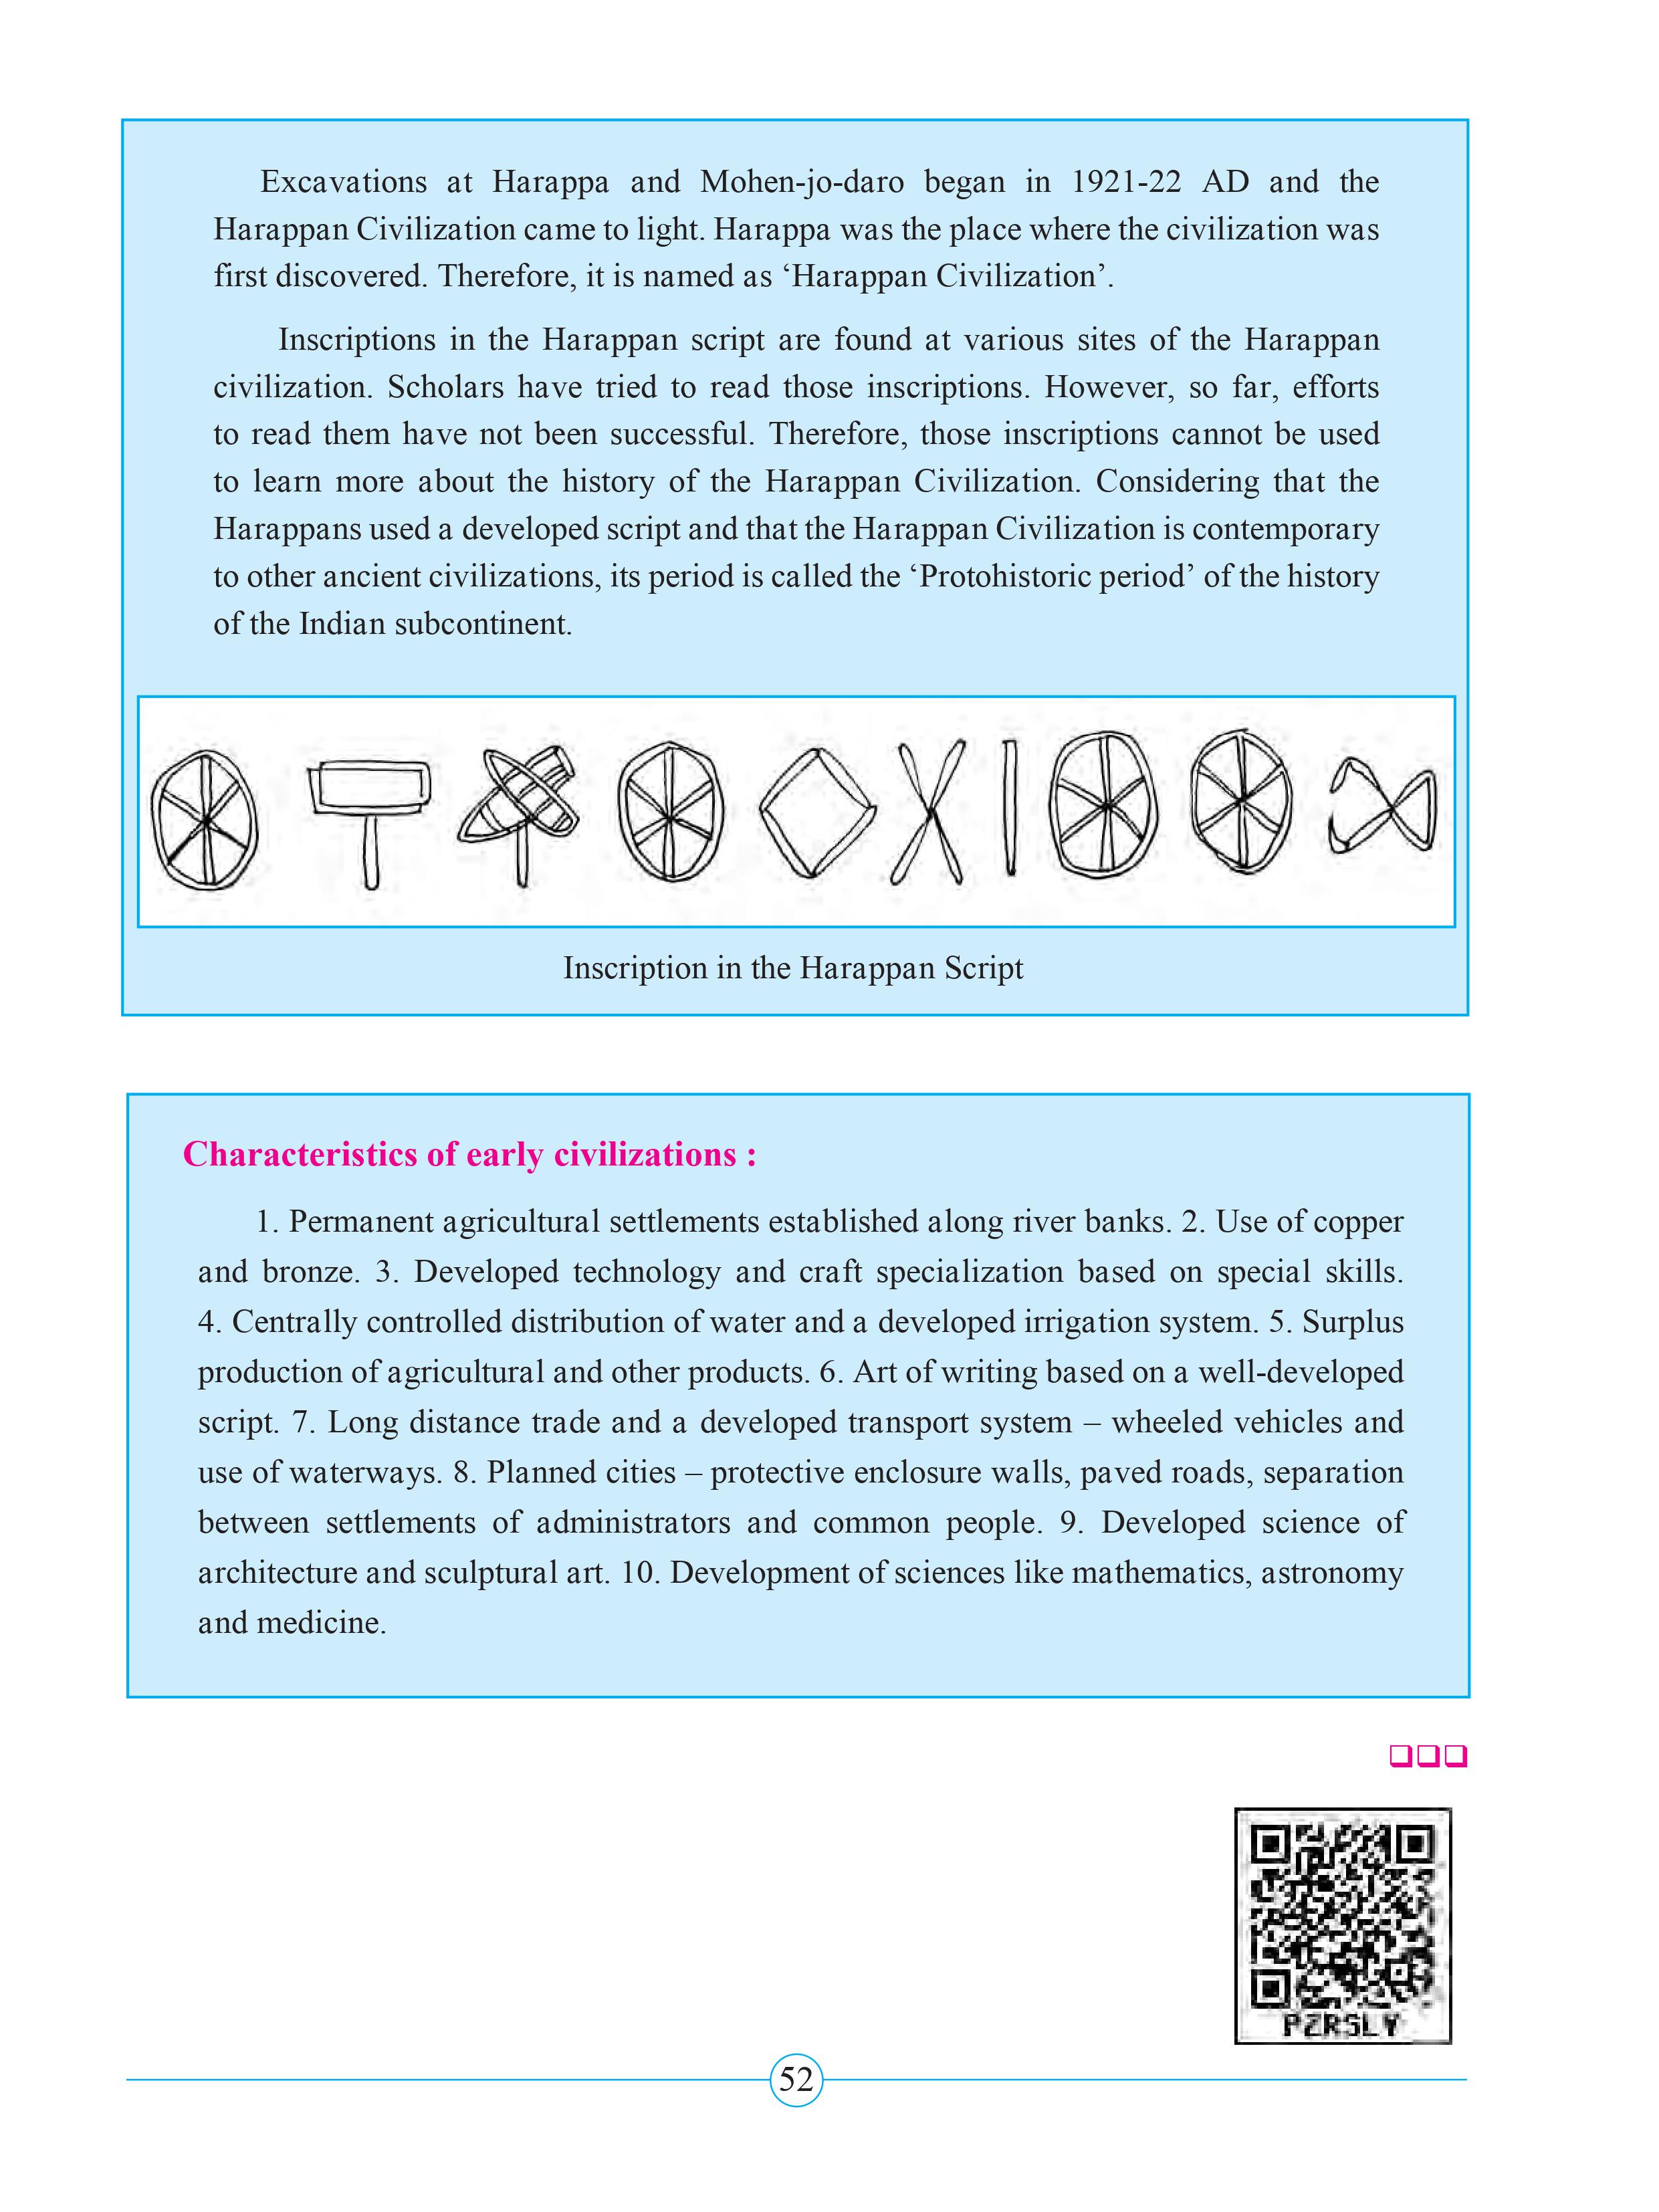 Excavations at Harappa and Mohen-jo-daro began in 1921-22 AD and the
Harappan Civilization came to light. Harappa was the place where the civilization was
first discovered. Therefore, it is named as ‘Harappan Civilization’.
Inscriptions in the Harappan script are found at various sites of the Harappan
civilization. Scholars have tried to read those inscriptions. However, so far, efforts
to read them have not been successful. Therefore, those inscriptions cannot be used
to learn more about the history of the Harappan Civilization. Considering that the
Harappans used a developed script and that the Harappan Civilization is contemporary
to other ancient civilizations, its period is called the ‘Protohistoric period’ of the history
of the Indian subcontinent.
Inscription in the Harappan Script
Characteristics of early civilizations :
1. Permanent agricultural settlements established along river banks. 2. Use of copper
and bronze. 3. Developed technology and craft specialization based on special skills.
4. Centrally controlled distribution of water and a developed irrigation system. 5. Surplus
production of agricultural and other products. 6. Art of writing based on a well-developed
script. 7. Long distance trade and a developed transport system – wheeled vehicles and
use of waterways. 8. Planned cities – protective enclosure walls, paved roads, separation
between settlements of administrators and common people. 9. Developed science of
architecture and sculptural art. 10. Development of sciences like mathematics, astronomy
and medicine.
PZRSLY
52